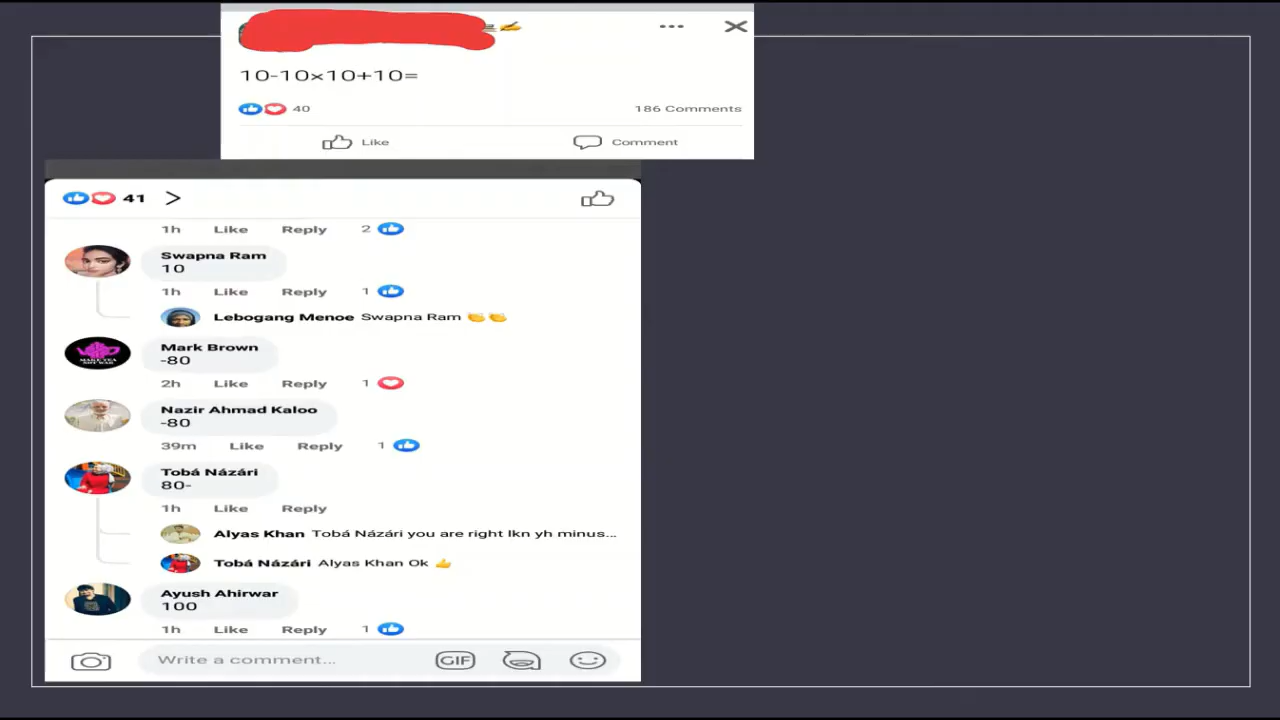 10-10×10+10=
40 186 Comments
Like Comment
41 >
1h Like Reply 2
Swapna Ram
10
1h Like Reply 1
Lebogang Menoe Swapna Ram 👏👏
Mark Brown
-80
2h Like Reply 1
Nazir Ahmad Kaloo
-80
39m Like Reply 1
Tobá Názári
80-
1h Like Reply
Alyas Khan Tobá Názári you are right lkn yh minus...
Tobá Názári Alyas Khan Ok 👍
Ayush Ahirwar
100
1h Like Reply 1
Write a comment... GIF